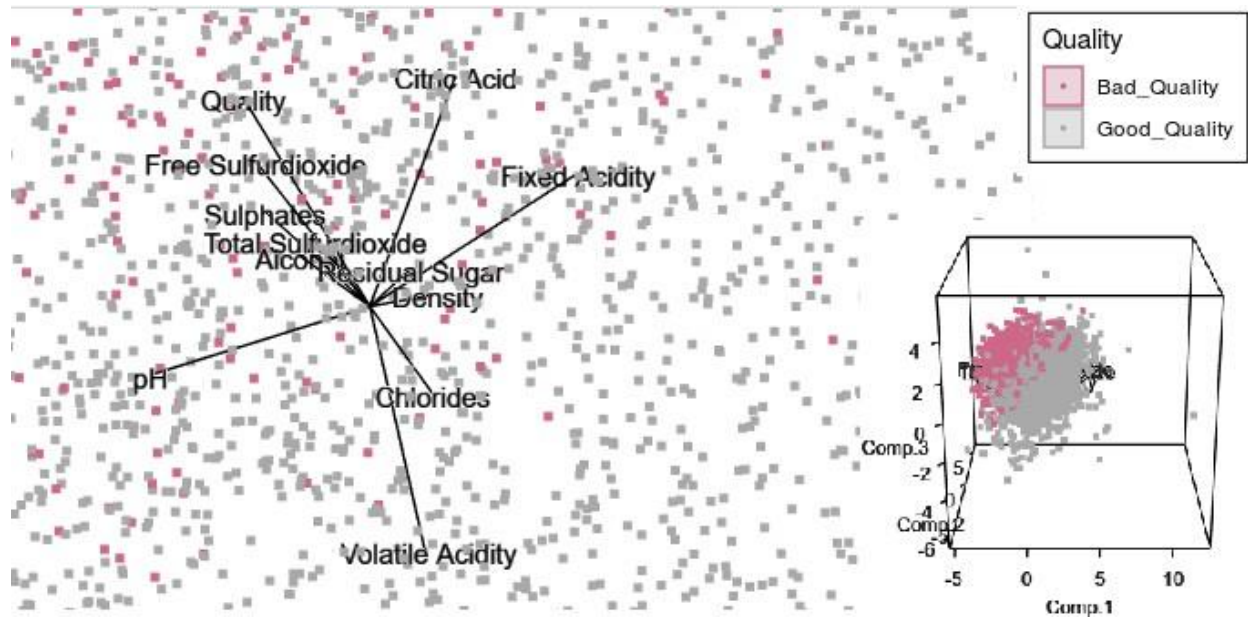 Citric Acid
Quality
Free Sulfurdioxide
Fixed Acidity
Sulphates
Total Sulfurdioxide
Residual Sugar
Density
pH
Chlorides
Volatile Acidity
Quality
Bad_Quality
Good_Quality
4
2
0
Comp.3
-2
5
-4
0
Comp.2
-6
-5
0
5
10
Comp.1